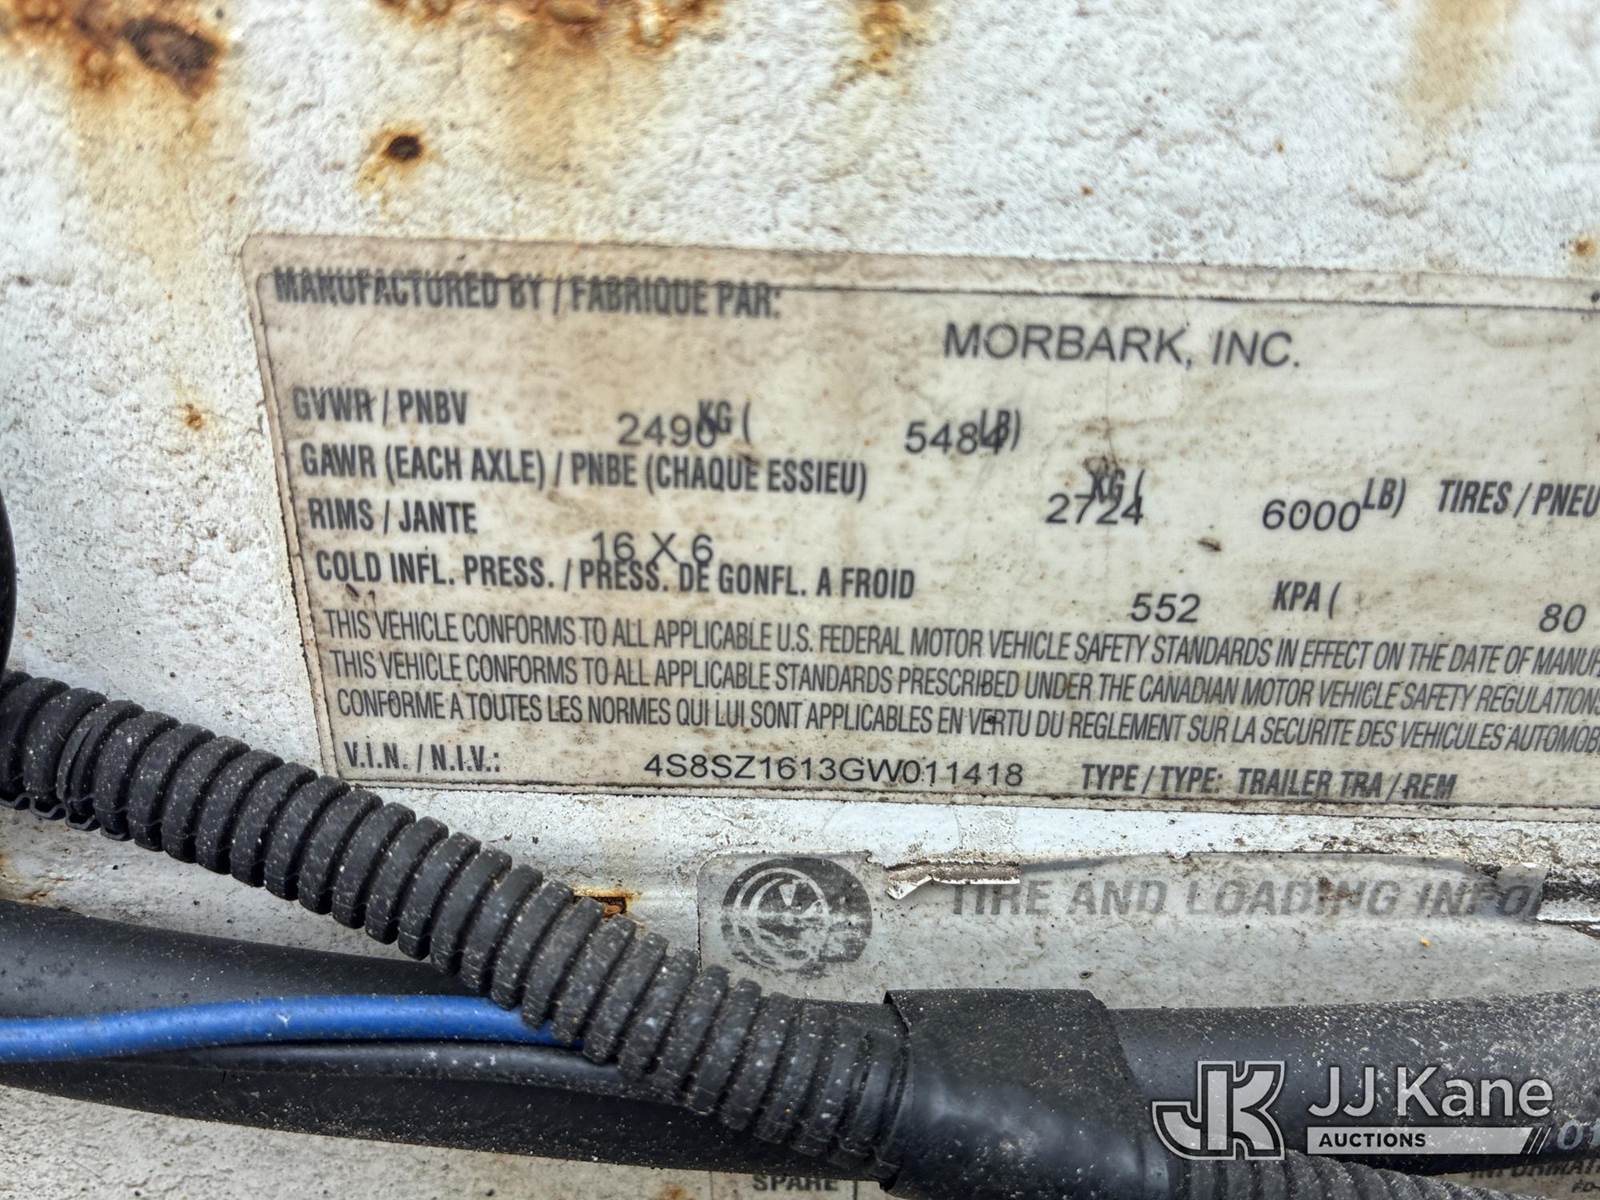 MANUFACTURED BY / FABRIQUE PAR:
MORBARK, INC.
GVWR / PNBV 2490 KG ( 5484 LB)
GAWR (EACH AXLE) / PNBE (CHAQUE ESSIEU) 2724 KG ( 6000 LB) TIRES / PNEU
RIMS / JANTE 16 X 6
COLD INFL. PRESS. / PRESS. DE GONFL. A FROID 552 KPA ( 80
THIS VEHICLE CONFORMS TO ALL APPLICABLE U.S. FEDERAL MOTOR VEHICLE SAFETY STANDARDS IN EFFECT ON THE DATE OF MANUF
THIS VEHICLE CONFORMS TO ALL APPLICABLE STANDARDS PRESCRIBED UNDER THE CANADIAN MOTOR VEHICLE SAFETY REGULATIONS
CONFORME A TOUTES LES NORMES QUI LUI SONT APPLICABLES EN VERTU DU REGLEMENT SUR LA SECURITE DES VEHICULES AUTOMOB
V.I.N. / N.I.V.: 4S8SZ1613GW011418 TYPE / TYPE: TRAILER TRA / REM
TIRE AND LOADING INFO
JK JJ Kane
AUCTIONS
SPARE